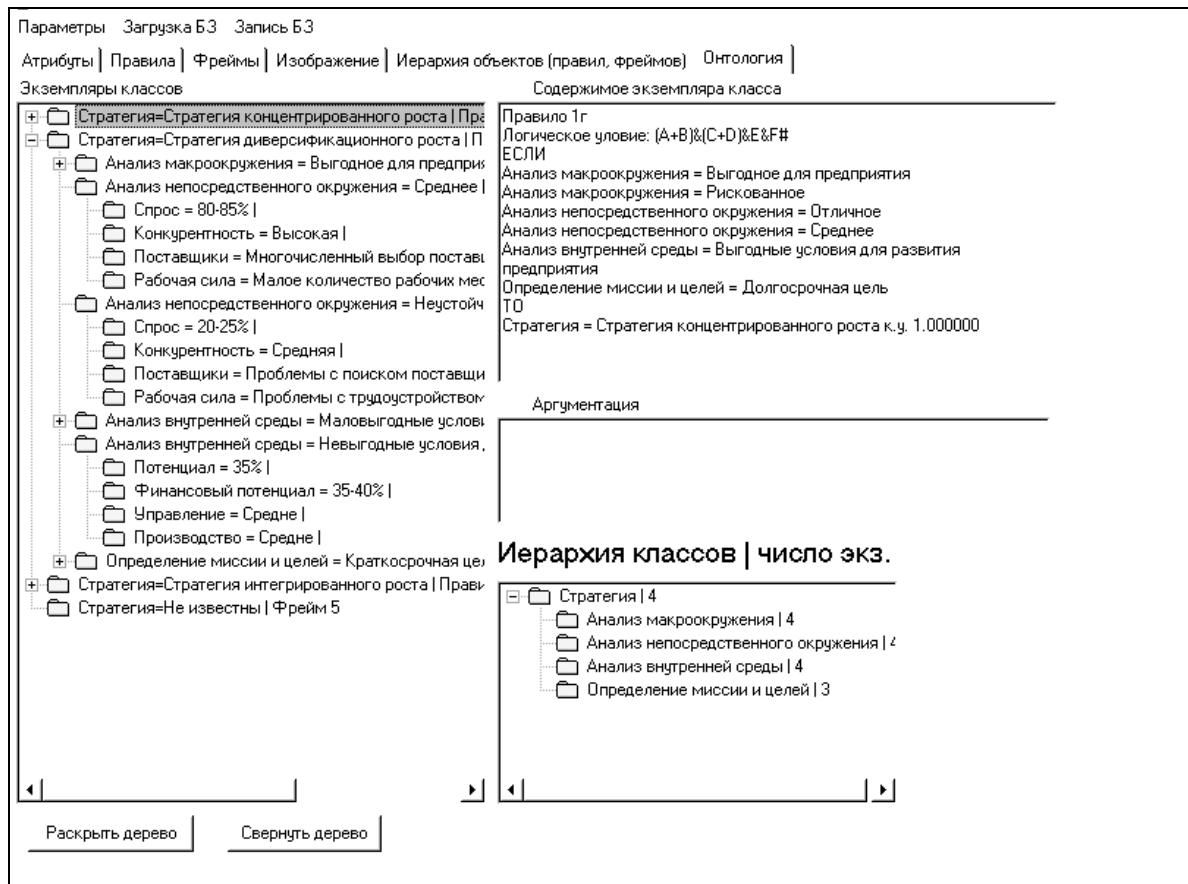 Параметры Загрузка БЗ Запись БЗ
Атрибуты Правила Фреймы Изображение Иерархия объектов (правил, фреймов) Онтология
Экземпляры классов
Стратегия=Стратегия концентрированного роста | Пра
Стратегия=Стратегия диверсификационного роста | П
Анализ макроокружения = Выгодное для предприя
Анализ непосредственного окружения = Среднее |
Спрос = 80-85% |
Конкурентность = Высокая |
Поставщики = Многочисленный выбор постав
Рабочая сила = Малое количество рабочих мес
Анализ непосредственного окружения = Неустойч
Спрос = 20-25% |
Конкурентность = Средняя |
Поставщики = Проблемы с поиском поставщи
Рабочая сила = Проблемы с трудоустройством
Анализ внутренней среды = Маловыгодные услов
Анализ внутренней среды = Невыгодные условия
Потенциал = 35% |
Финансовый потенциал = 35-40% |
Управление = Средне |
Производство = Средне |
Определение миссии и целей = Краткосрочная це
Стратегия=Стратегия интегрированного роста | Прави
Стратегия=Не известны | Фрейм 5
Содержимое экземпляра класса
Правило 1г
Логическое уловие: (A+B)&(C+D)&E&F#
ЕСЛИ
Анализ макроокружения = Выгодное для предприятия
Анализ макроокружения = Рискованное
Анализ непосредственного окружения = Отличное
Анализ непосредственного окружения = Среднее
Анализ внутренней среды = Выгодные условия для развития
предприятия
Определение миссии и целей = Долгосрочная цель
ТО
Стратегия = Стратегия концентрированного роста к.у. 1.000000
Аргументация
Иерархия классов | число экз.
Стратегия | 4
Анализ макроокружения | 4
Анализ непосредственного окружения | 4
Анализ внутренней среды | 4
Определение миссии и целей | 3
Раскрыть дерево Свернуть дерево